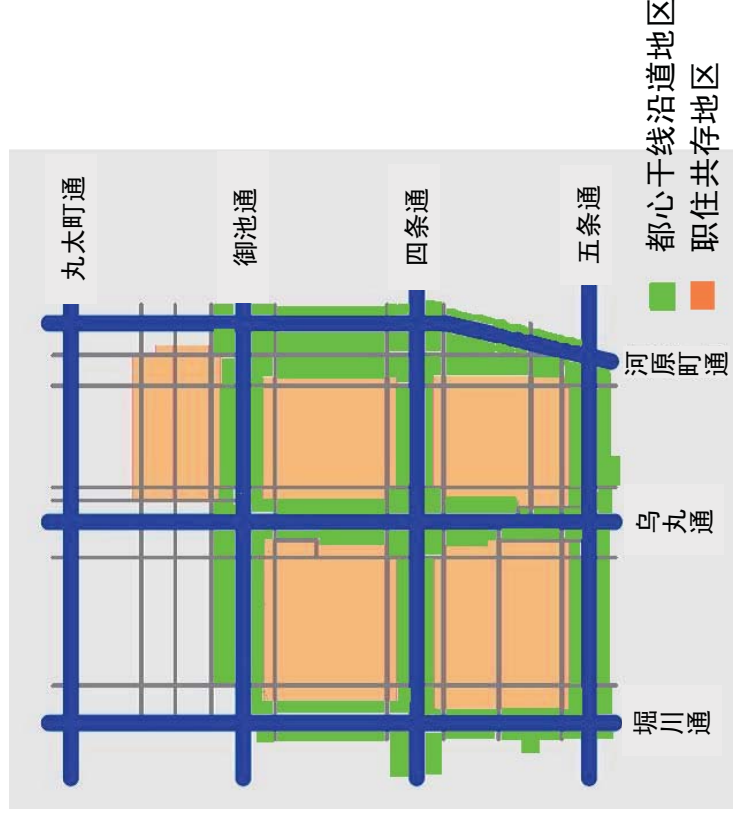 丸太町通
御池通
四条通
五条通
河原町通
乌丸通
堀川通
都心干线沿道地区
职住共存地区